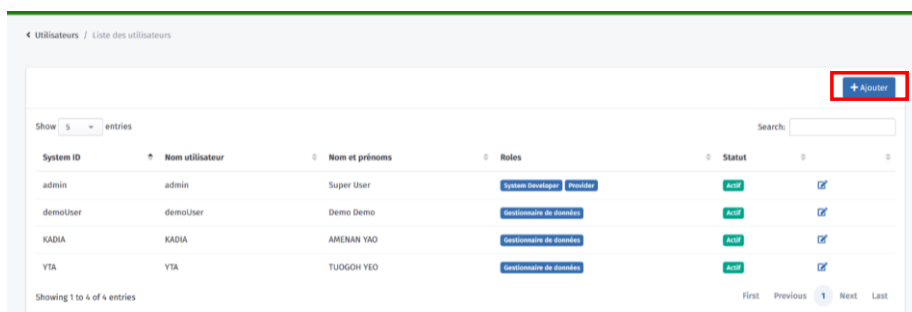 Utilisateurs / Liste des utilisateurs
+ Ajouter
Show 5 entries Search:
System ID Nom utilisateur Nom et prénoms Roles Statut
admin admin Super User System Developer Provider Actif
demoUser demoUser Demo Demo Gestionnaire de données Actif
KADIA KADIA AMENAN YAO Gestionnaire de données Actif
YTA YTA TUOGOH YEO Gestionnaire de données Actif
Showing 1 to 4 of 4 entries First Previous 1 Next Last